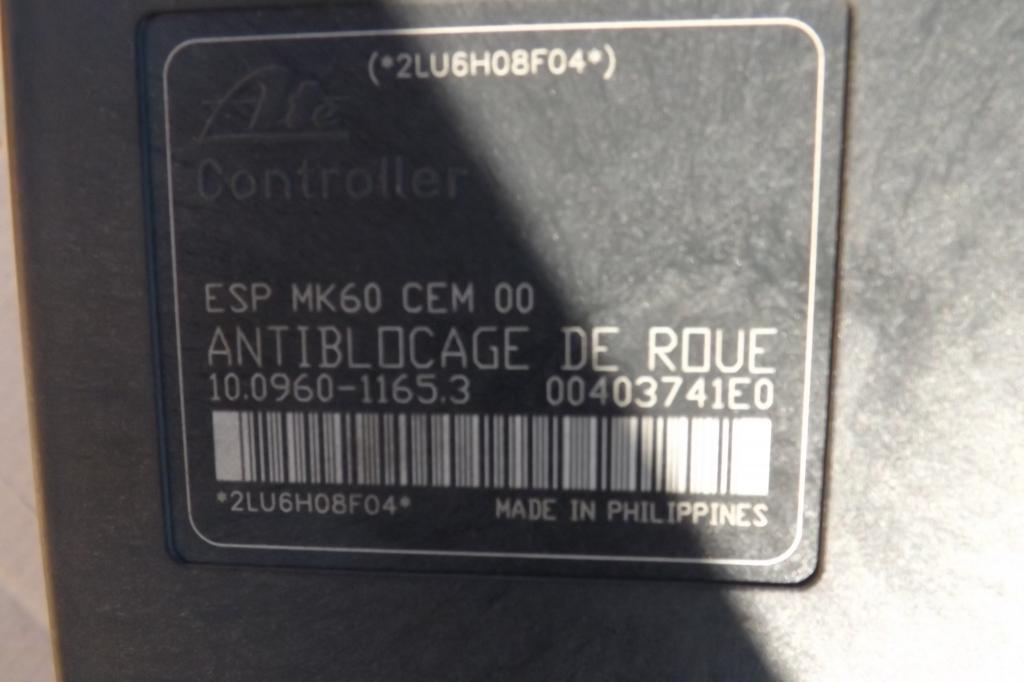 (*2LU6H08F04*)
Ate
Controller
ESP MK60 CEM 00
ANTIBLOCAGE DE ROUE
10.0960-1165.3 00403741E0
*2LU6H08F04*
MADE IN PHILIPPINES